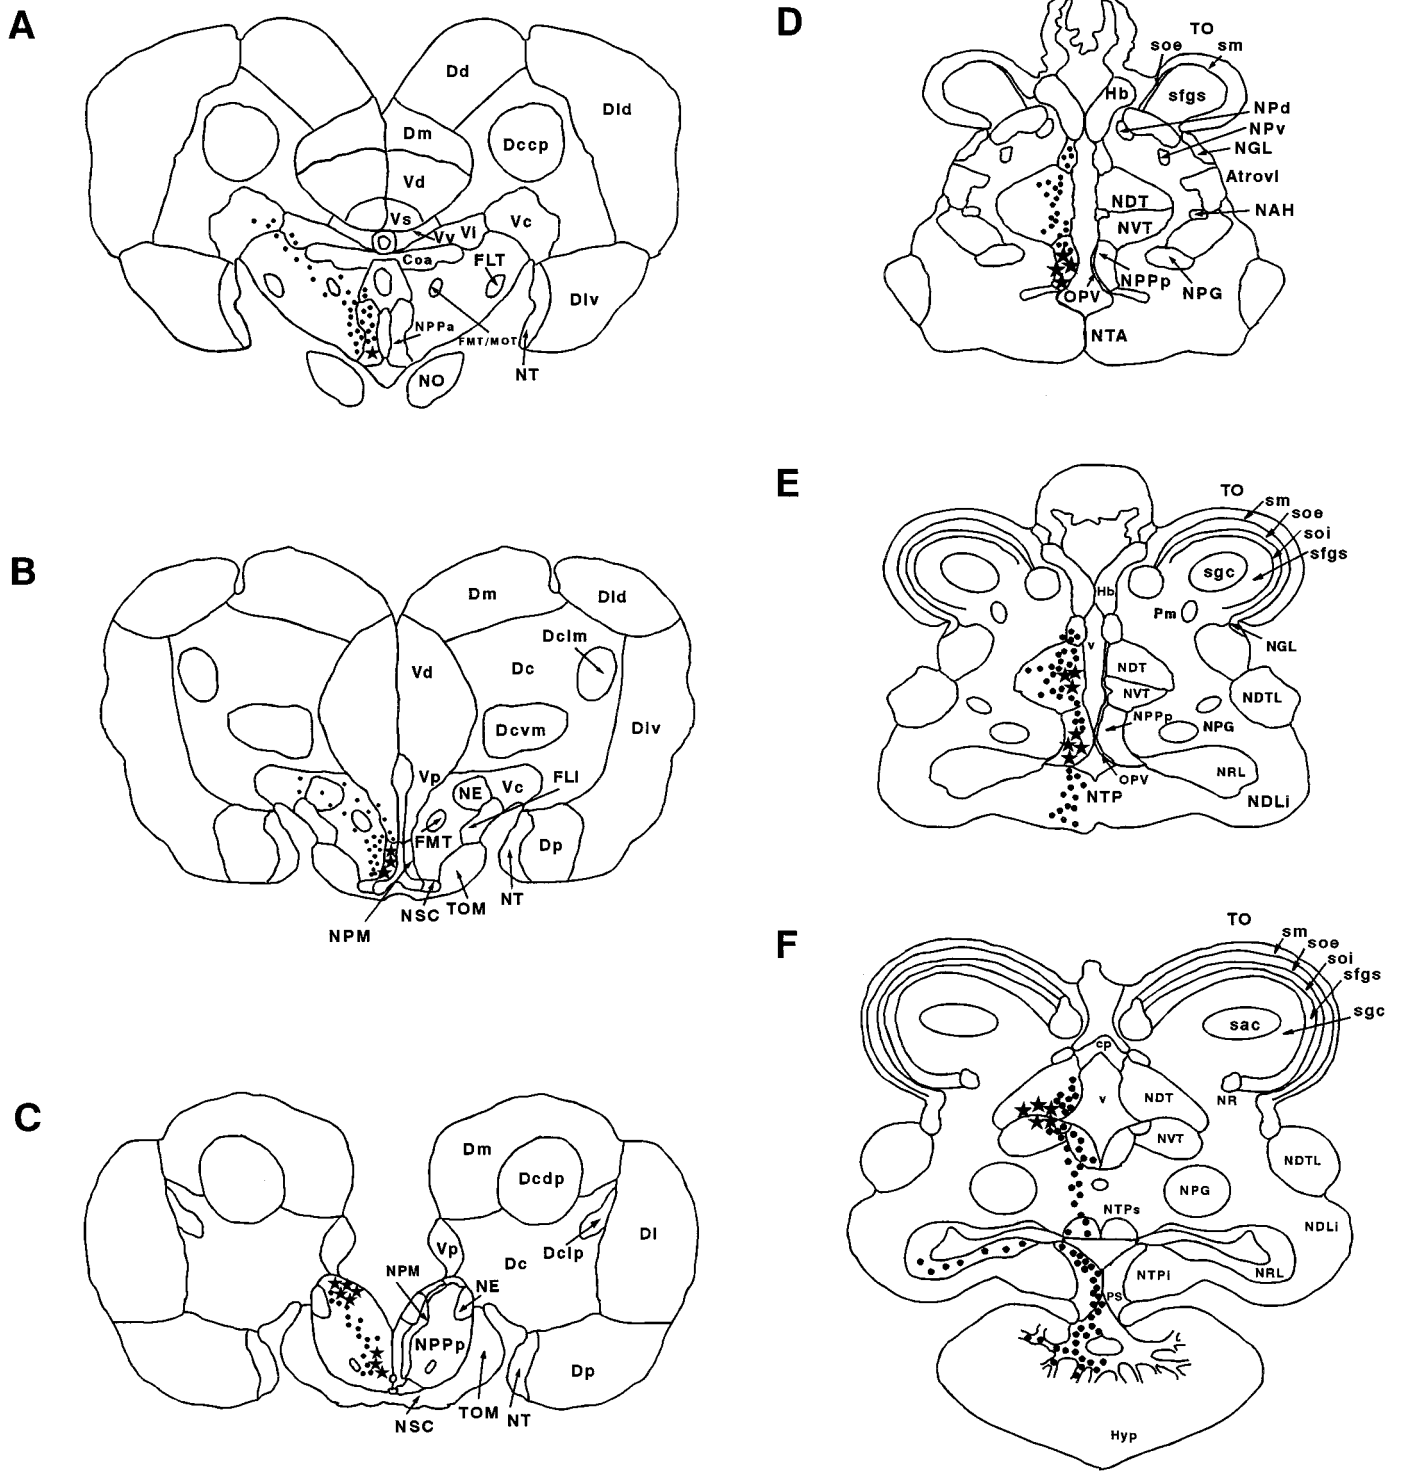 A
Dd
Dld
Dm
Dccp
Vd
Vs
Vv
Vi
Vc
Coa
FLT
Dlv
NPPa
FMT/MOT
NT
NO
B
Dm
Dld
Dclm
Vd
Dc
Dcvm
Dlv
Vp
NE
Vc
FLI
FMT
Dp
NT
NSC
TOM
NPM
C
Dm
Dcdp
Dl
Vp
Dc
Dclp
NPM
NE
NPPp
Dp
TOM
NT
NSC
D
TO
soe
sm
Hb
sfgs
NPd
NPv
NGL
Atrovl
NDT
NAH
NVT
NPPp
OPV
NPG
NTA
E
TO
sm
soe
soi
sfgs
sgc
Hb
Pm
v
NGL
NDT
NVT
NDTL
NPPp
NPG
OPV
NRL
NTP
NDLi
F
TO
sm
soe
soi
sfgs
sgc
sac
cp
v
NDT
NR
NVT
NDTL
NPG
NTPs
NDLi
NTPi
NRL
PS
Hyp